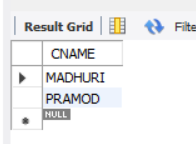 Result Grid
Filte
CNAME
MADHURI
PRAMOD
NULL